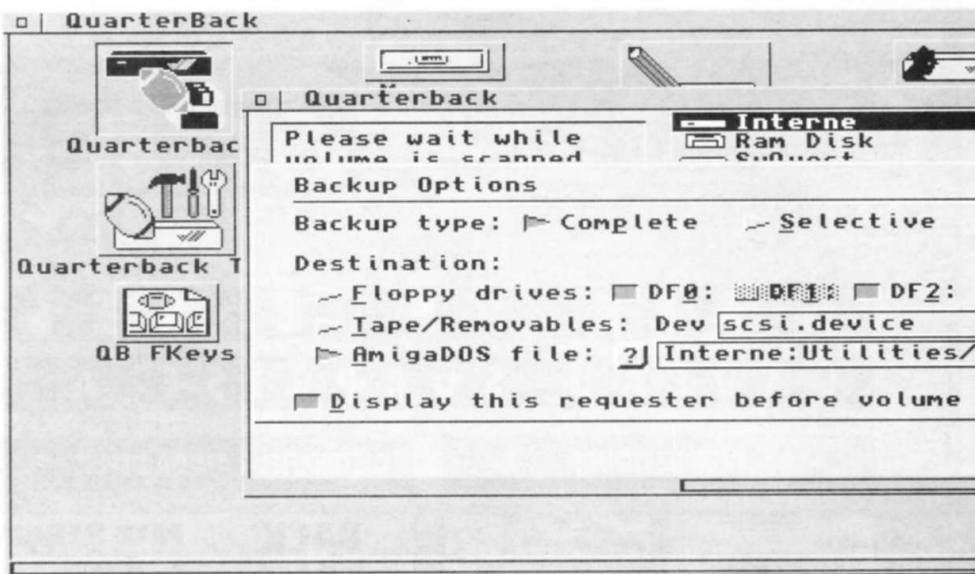 QuarterBack
Quarterbac
Quarterback T
QB FKeys
Quarterback
Please wait while
volume is scanned
Interne
Ram Disk
SyQuest
Backup Options
Backup type: Complete Selective
Destination:
Floppy drives: DF0: DF1: DF2:
Tape/Removables: Dev scsi.device
AmigaDOS file: ? Interne:Utilities/
Display this requester before volume